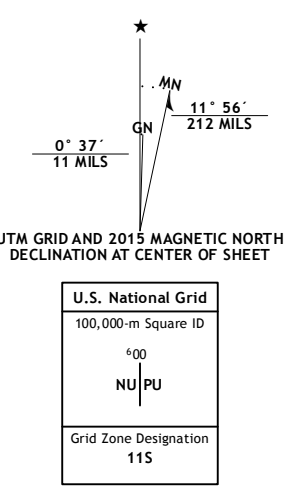 MN
11° 56´
212 MILS
GN
0° 37´
11 MILS
UTM GRID AND 2015 MAGNETIC NORTH
DECLINATION AT CENTER OF SHEET
U.S. National Grid
100,000-m Square ID
⁶00
NU PU
Grid Zone Designation
11S